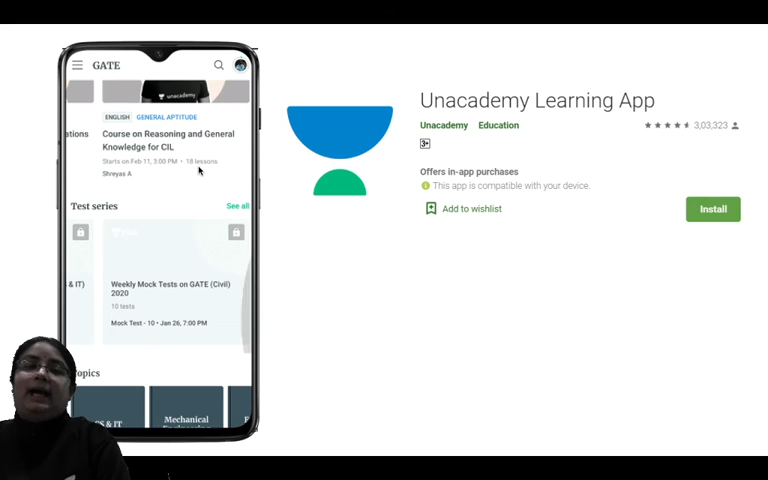 GATE
unacademy
ENGLISH GENERAL APTITUDE
ations
Course on Reasoning and General
Knowledge for CIL
Starts on Feb 11, 3:00 PM • 18 lessons
Shreyas A
Test series
See all
& IT)
Weekly Mock Tests on GATE (Civil)
2020
10 tests
Mock Test - 10 • Jan 26, 7:00 PM
opics
CS & IT
Mechanical
Engineering
Unacademy Learning App
Unacademy Education
3,03,323
3+
Offers in-app purchases
This app is compatible with your device.
Add to wishlist
Install